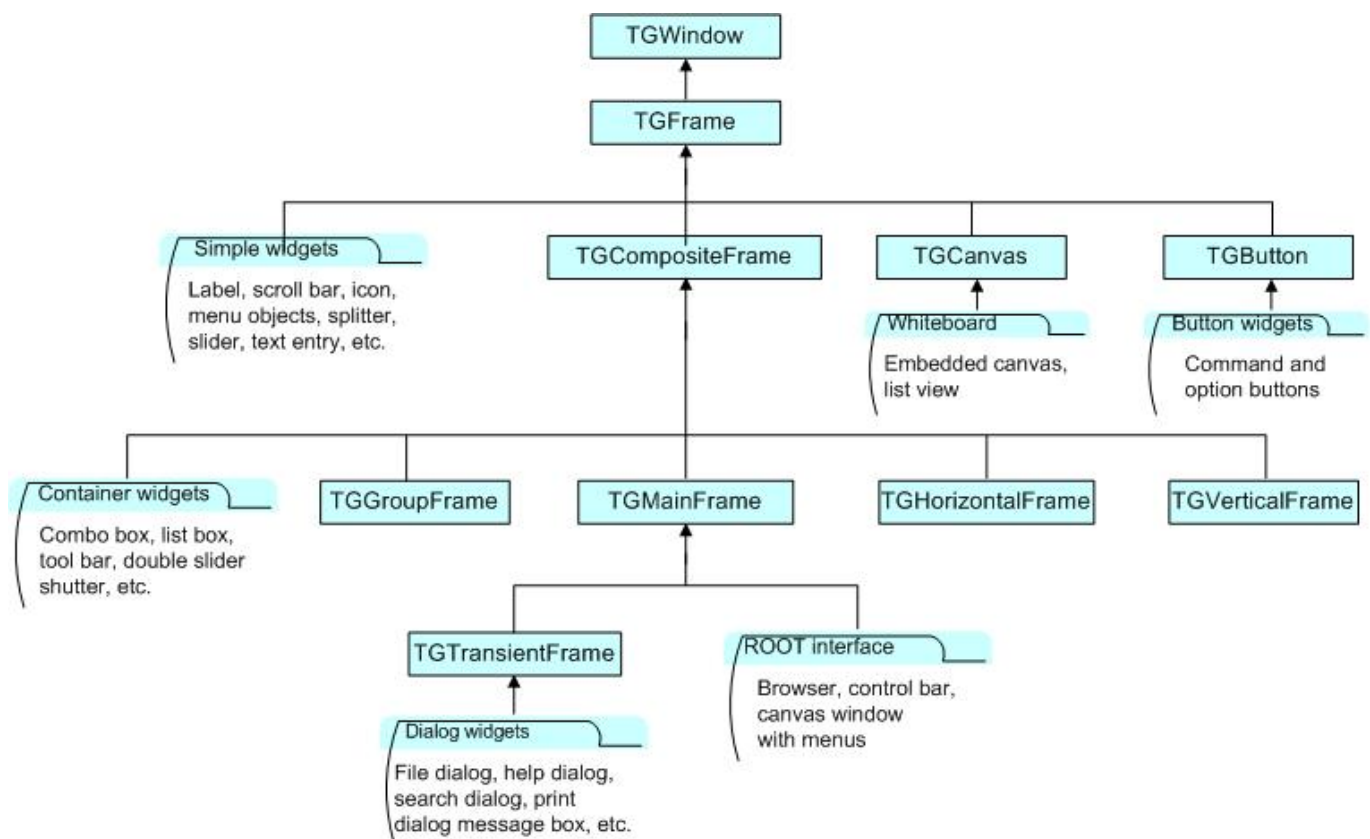 TGWindow
TGFrame
Simple widgets
Label, scroll bar, icon,
menu objects, splitter,
slider, text entry, etc.
TGCompositeFrame
TGCanvas
TGButton
Whiteboard
Embedded canvas,
list view
Button widgets
Command and
option buttons
Container widgets
Combo box, list box,
tool bar, double slider
shutter, etc.
TGGroupFrame
TGMainFrame
TGHorizontalFrame
TGVerticalFrame
TGTransientFrame
ROOT interface
Browser, control bar,
canvas window
with menus
Dialog widgets
File dialog, help dialog,
search dialog, print
dialog message box, etc.